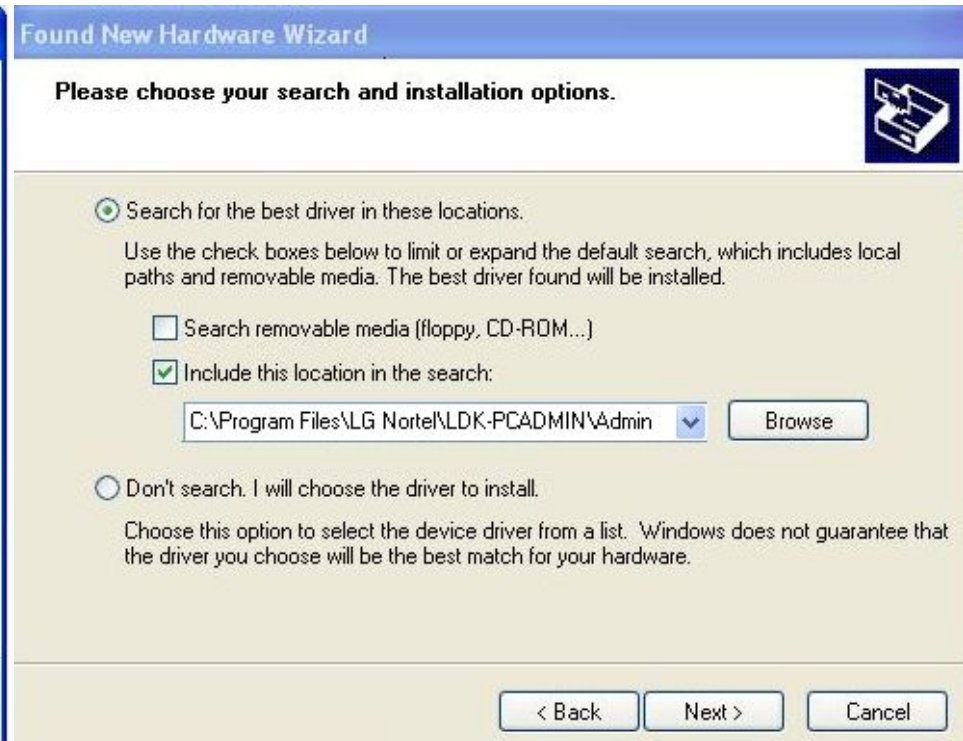 Found New Hardware Wizard
Please choose your search and installation options.
Search for the best driver in these locations.
Use the check boxes below to limit or expand the default search, which includes local
paths and removable media. The best driver found will be installed.
Search removable media (floppy, CD-ROM...)
Include this location in the search:
C:\Program Files\LG Nortel\LDK-PCADMIN\Admin
Browse
Don't search. I will choose the driver to install.
Choose this option to select the device driver from a list. Windows does not guarantee that
the driver you choose will be the best match for your hardware.
< Back Next > Cancel